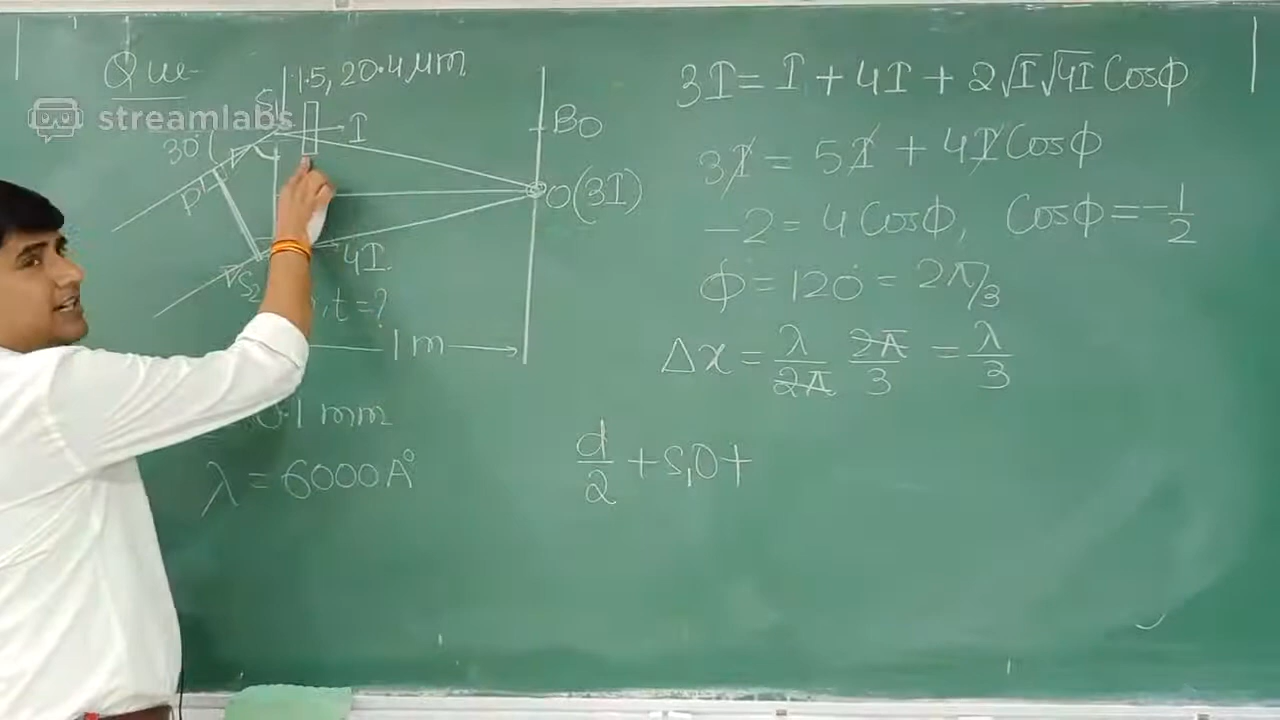 Que-
1.5, 20.4 μm
streamlabs
S1
I
B0
30°
P
O(3I)
S2
4I
, t = ?
1m
0.1 mm
λ = 6000 A°
3I = I + 4I + 2√I √4I Cosφ
3I = 5I + 4I Cosφ
-2 = 4 Cosφ, Cosφ = -1/2
φ = 120° = 2π/3
Δx = λ/2π 2π/3 = λ/3
d/2 + S1O +